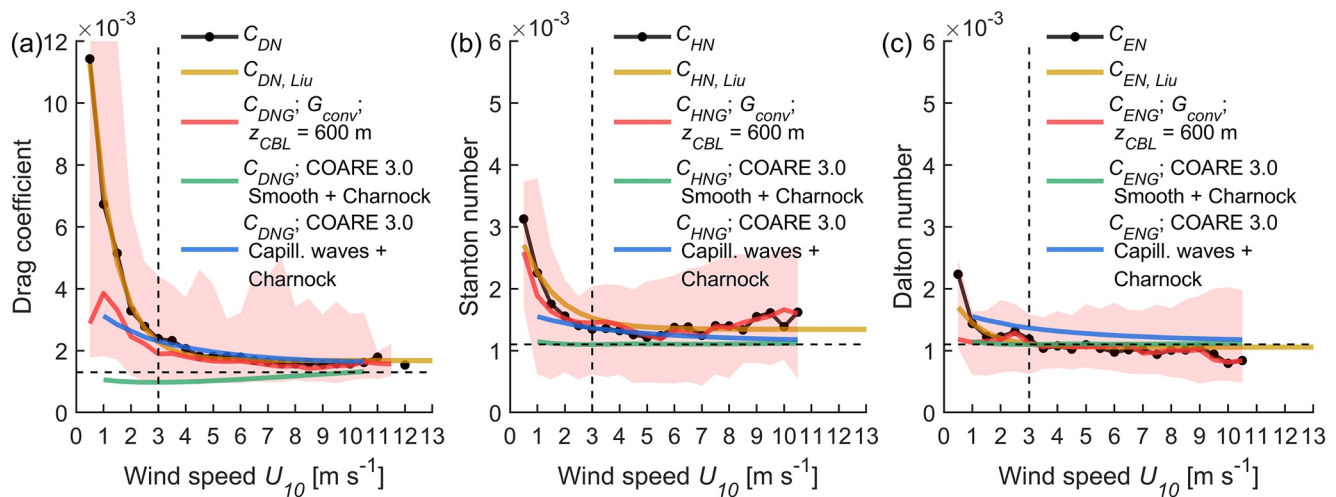 (a)
×10⁻³
12
10
8
6
4
2
0
Drag coefficient
0 1 2 3 4 5 6 7 8 9 10 11 12 13
Wind speed U₁₀ [m s⁻¹]
C_DN
C_DN, Liu
C_DNG; G_conv;
z_CBL = 600 m
C_DNG; COARE 3.0
Smooth + Charnock
C_DNG; COARE 3.0
Capill. waves +
Charnock
(b)
×10⁻³
6
5
4
3
2
1
0
Stanton number
0 1 2 3 4 5 6 7 8 9 10 11 12 13
Wind speed U₁₀ [m s⁻¹]
C_HN
C_HN, Liu
C_HNG; G_conv;
z_CBL = 600 m
C_HNG; COARE 3.0
Smooth + Charnock
C_HNG; COARE 3.0
Capill. waves +
Charnock
(c)
×10⁻³
6
5
4
3
2
1
0
Dalton number
0 1 2 3 4 5 6 7 8 9 10 11 12 13
Wind speed U₁₀ [m s⁻¹]
C_EN
C_EN, Liu
C_ENG; G_conv;
z_CBL = 600 m
C_ENG; COARE 3.0
Smooth + Charnock
C_ENG; COARE 3.0
Capill. waves +
Charnock